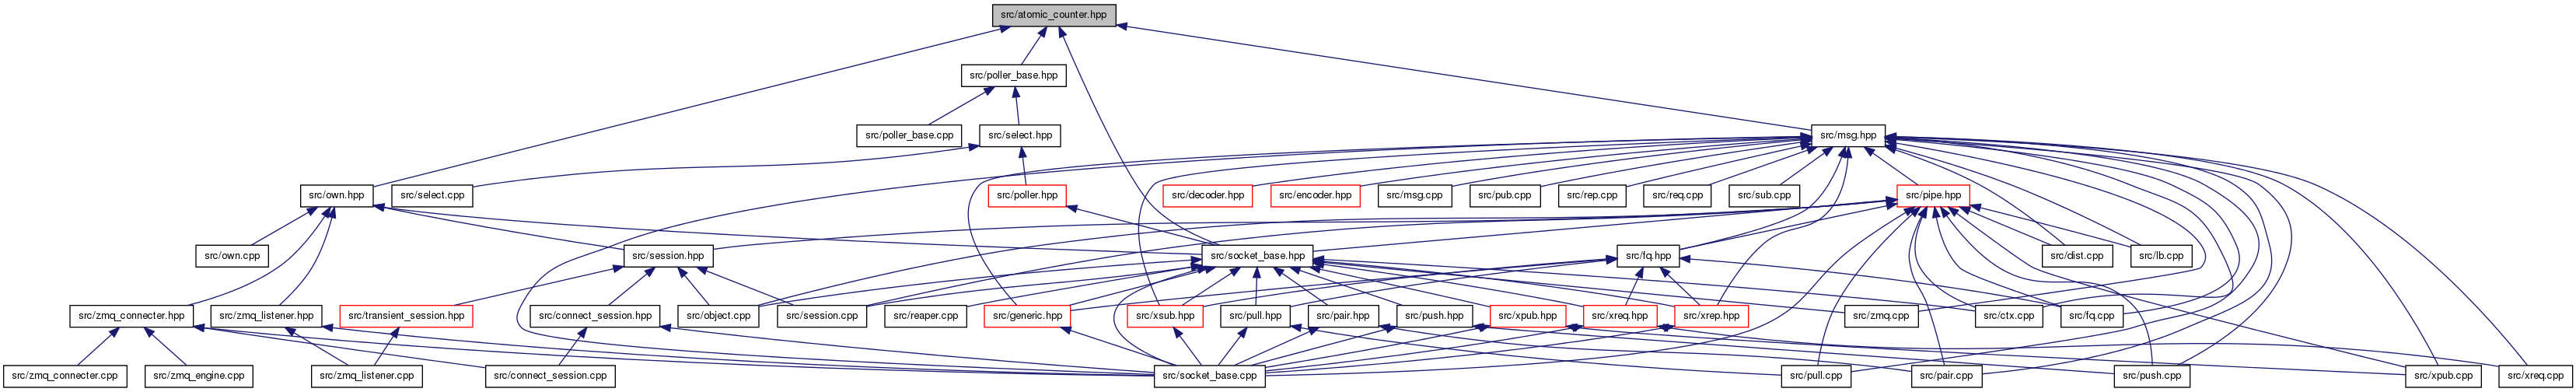 src/atomic_counter.hpp
src/poller_base.hpp
src/poller_base.cpp
src/select.hpp
src/msg.hpp
src/own.hpp
src/select.cpp
src/poller.hpp
src/decoder.hpp
src/encoder.hpp
src/msg.cpp
src/pub.cpp
src/rep.cpp
src/req.cpp
src/sub.cpp
src/pipe.hpp
src/own.cpp
src/session.hpp
src/socket_base.hpp
src/fq.hpp
src/dist.cpp
src/lb.cpp
src/zmq_connecter.hpp
src/zmq_listener.hpp
src/transient_session.hpp
src/connect_session.hpp
src/object.cpp
src/session.cpp
src/reaper.cpp
src/generic.hpp
src/xsub.hpp
src/pull.hpp
src/pair.hpp
src/push.hpp
src/xpub.hpp
src/xreq.hpp
src/xrep.hpp
src/zmq.cpp
src/ctx.cpp
src/fq.cpp
src/zmq_connecter.cpp
src/zmq_engine.cpp
src/zmq_listener.cpp
src/connect_session.cpp
src/socket_base.cpp
src/pull.cpp
src/pair.cpp
src/push.cpp
src/xpub.cpp
src/xreq.cpp